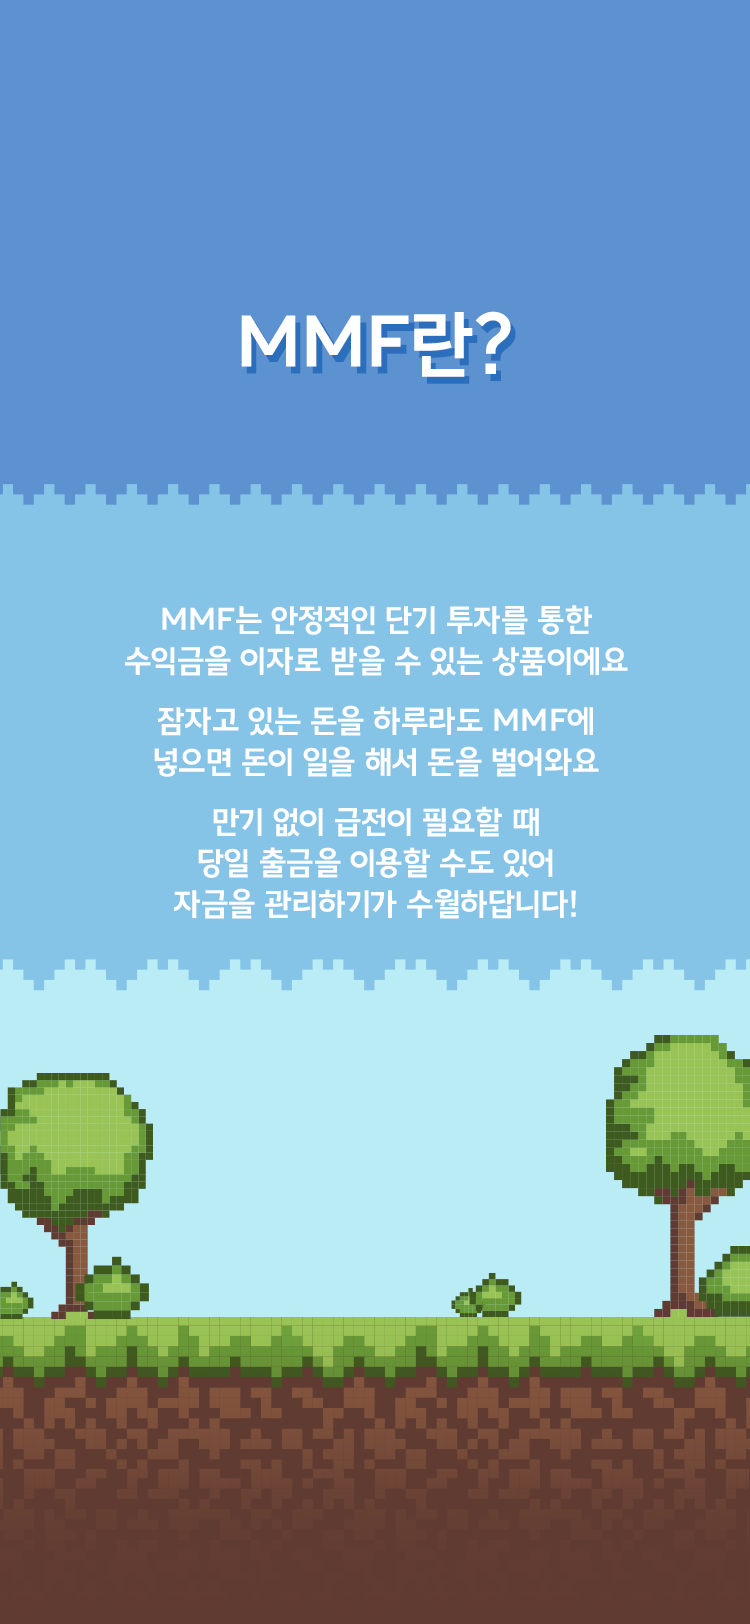 MMF란?
MMF는 안정적인 단기 투자를 통한
수익금을 이자로 받을 수 있는 상품이에요
잠자고 있는 돈을 하루라도 MMF에
넣으면 돈이 일을 해서 돈을 벌어와요
만기 없이 급전이 필요할 때
당일 출금을 이용할 수도 있어
자금을 관리하기가 수월하답니다!